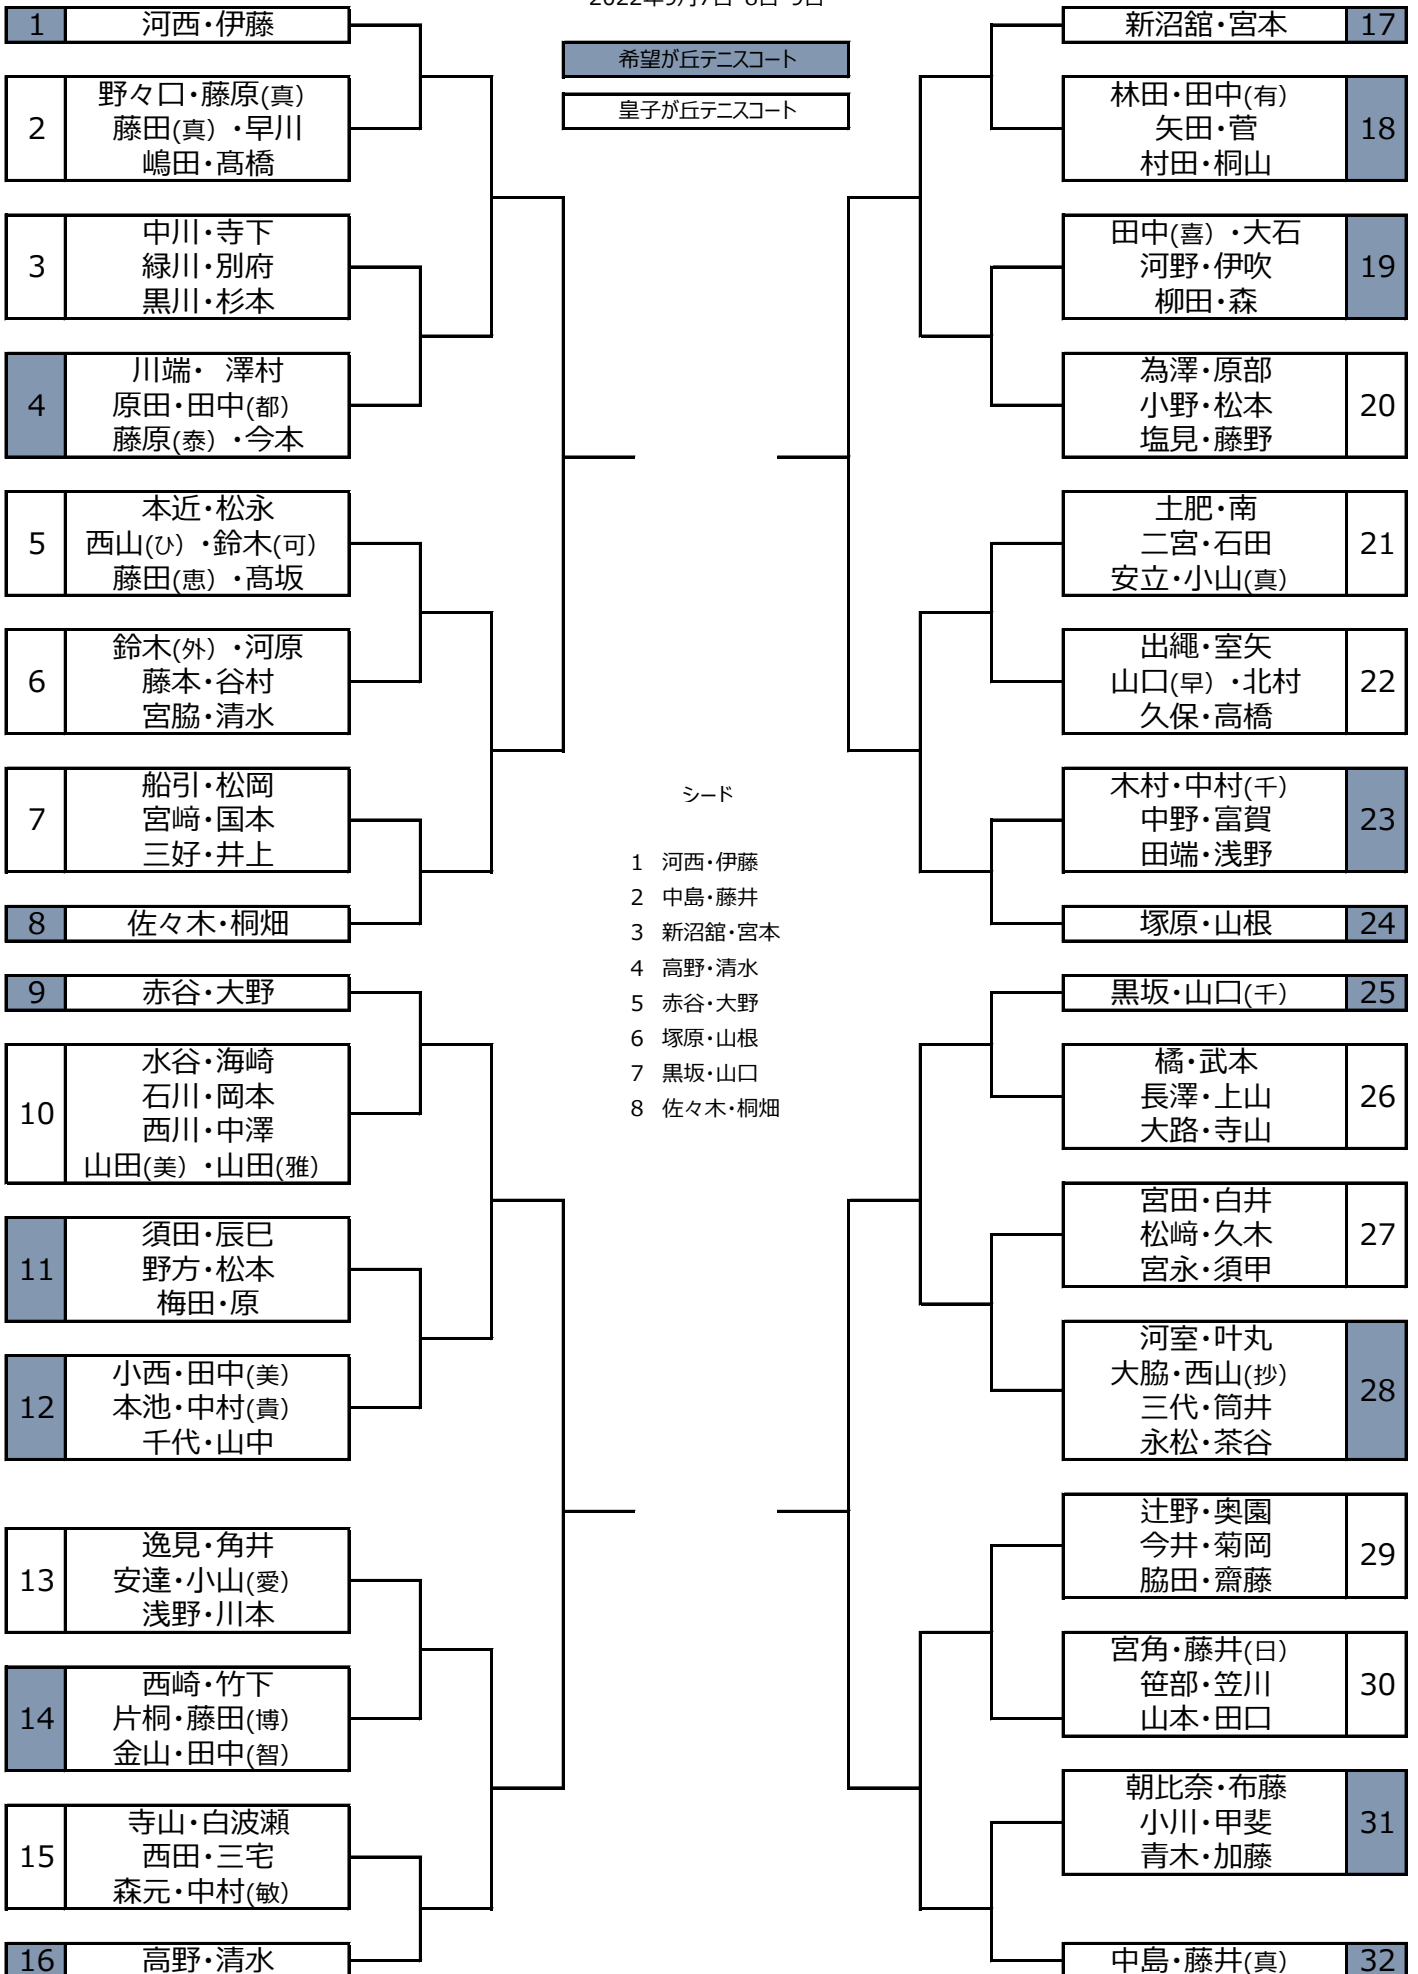 2022年9月7日･8日･9日
希望が丘テニスコート
皇子が丘テニスコート
1 河西・伊藤
2
野々口・藤原(真)
藤田(真)・早川
嶋田・髙橋
3
中川・寺下
緑川・別府
黒川・杉本
4
川端・ 澤村
原田・田中(都)
藤原(泰)・今本
5
本近・松永
西山(ひ)・鈴木(可)
藤田(恵)・髙坂
6
鈴木(外)・河原
藤本・谷村
宮脇・清水
7
船引・松岡
宮﨑・国本
三好・井上
8 佐々木・桐畑
9 赤谷・大野
10
水谷・海崎
石川・岡本
西川・中澤
山田(美)・山田(雅)
11
須田・辰巳
野方・松本
梅田・原
12
小西・田中(美)
本池・中村(貴)
千代・山中
13
逸見・角井
安達・小山(愛)
浅野・川本
14
西崎・竹下
片桐・藤田(博)
金山・田中(智)
15
寺山・白波瀬
西田・三宅
森元・中村(敏)
16 高野・清水
シード
1 河西・伊藤
2 中島・藤井
3 新沼舘・宮本
4 高野・清水
5 赤谷・大野
6 塚原・山根
7 黒坂・山口
8 佐々木・桐畑
新沼舘・宮本 17
林田・田中(有)
矢田・菅
村田・桐山
18
田中(喜)・大石
河野・伊吹
柳田・森
19
為澤・原部
小野・松本
塩見・藤野
20
土肥・南
二宮・石田
安立・小山(真)
21
出繩・室矢
山口(早)・北村
久保・高橋
22
木村・中村(千)
中野・富賀
田端・浅野
23
塚原・山根 24
黒坂・山口(千) 25
橘・武本
長澤・上山
大路・寺山
26
宮田・白井
松﨑・久木
宮永・須甲
27
河室・叶丸
大脇・西山(抄)
三代・筒井
永松・茶谷
28
辻野・奥園
今井・菊岡
脇田・齋藤
29
宮角・藤井(日)
笹部・笠川
山本・田口
30
朝比奈・布藤
小川・甲斐
青木・加藤
31
中島・藤井(真) 32